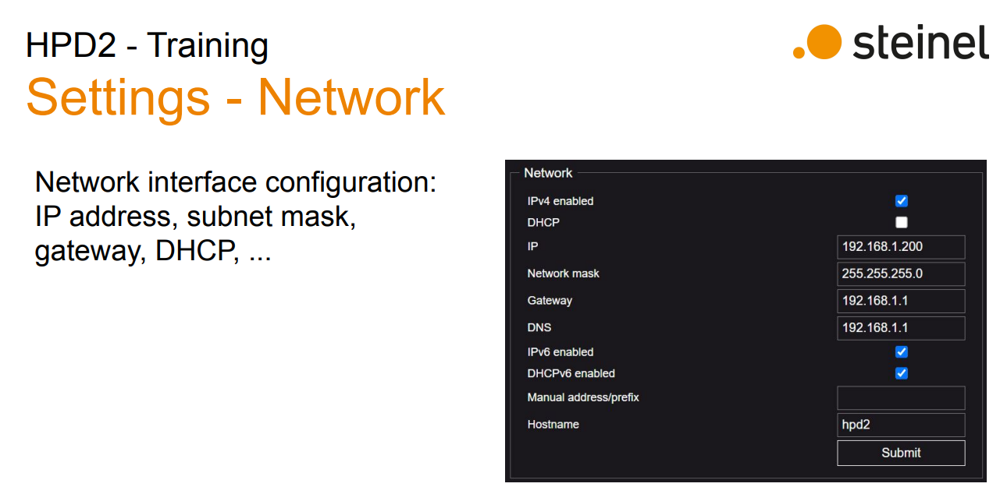 HPD2 - Training
steinel
Settings - Network
Network interface configuration:
IP address, subnet mask,
gateway, DHCP, ...
Network
IPv4 enabled
DHCP
IP 192.168.1.200
Network mask 255.255.255.0
Gateway 192.168.1.1
DNS 192.168.1.1
IPv6 enabled
DHCPv6 enabled
Manual address/prefix
Hostname hpd2
Submit